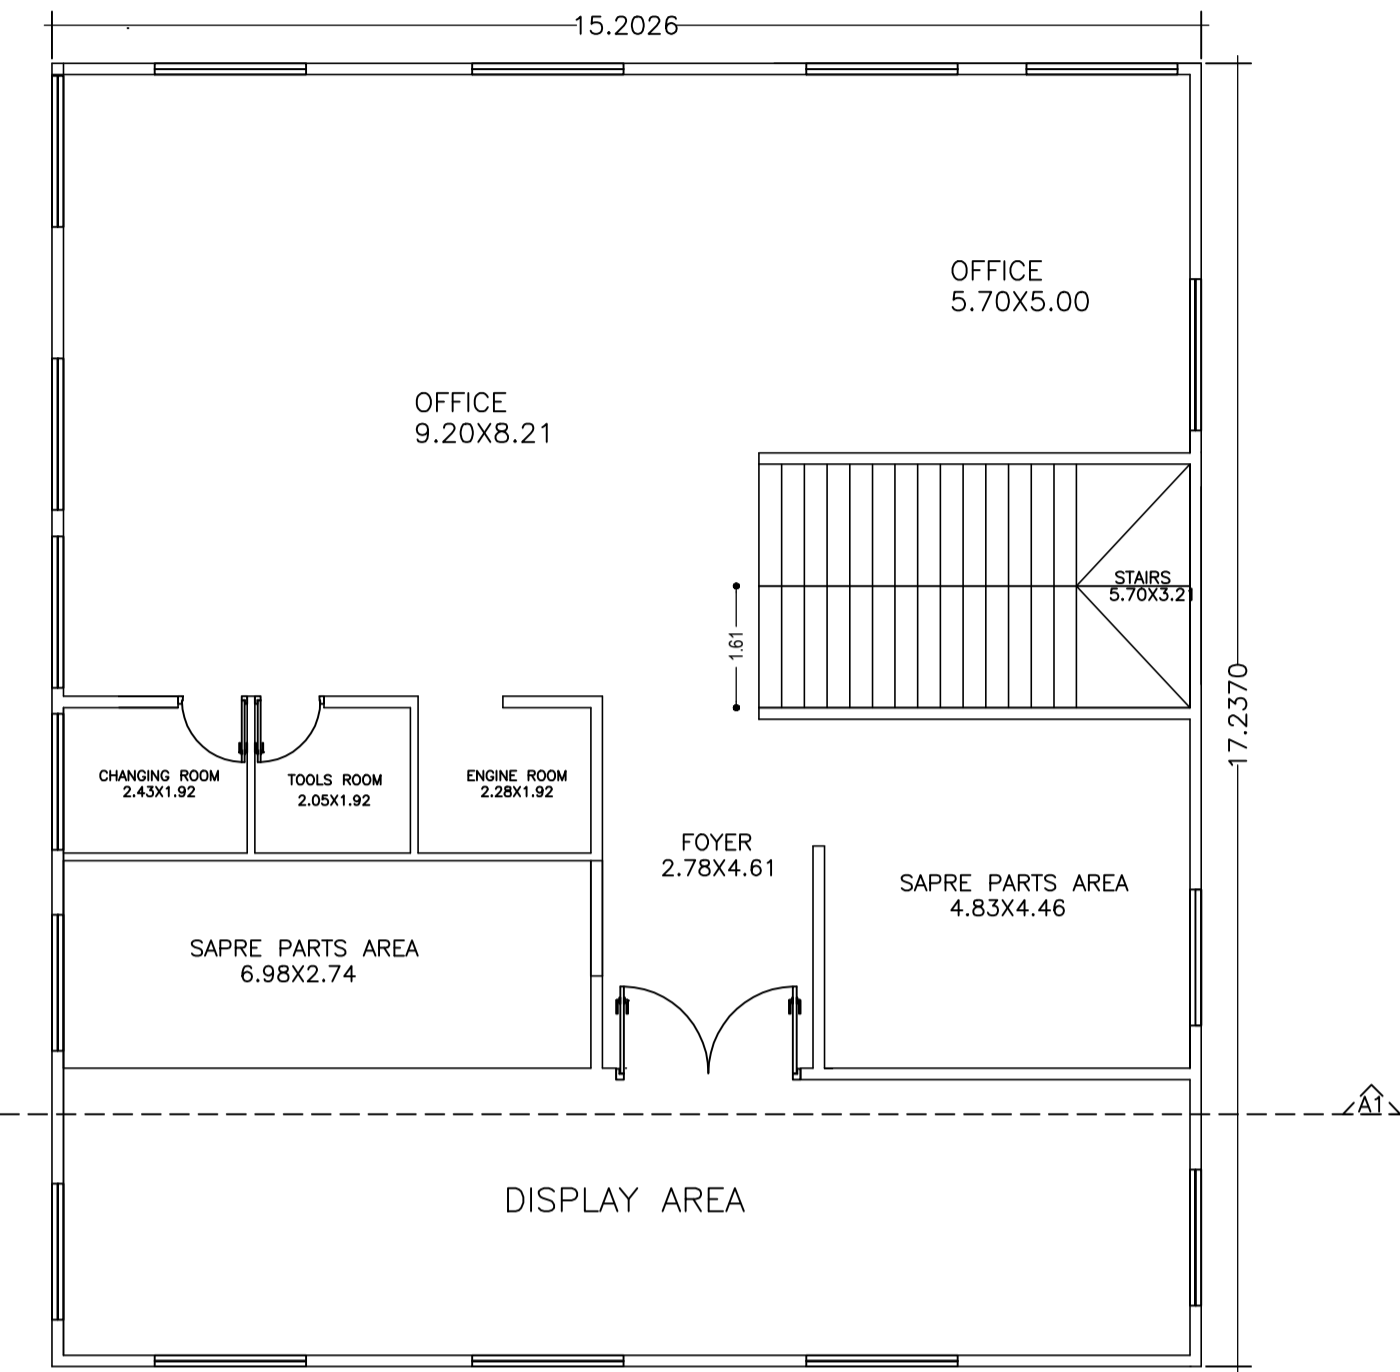 15.2026
OFFICE
5.70X5.00
OFFICE
9.20X8.21
STAIRS
5.70X3.21
1.61
17.2370
CHANGING ROOM
2.43X1.92
TOOLS ROOM
2.05X1.92
ENGINE ROOM
2.28X1.92
FOYER
2.78X4.61
SAPRE PARTS AREA
4.83X4.46
SAPRE PARTS AREA
6.98X2.74
A1
DISPLAY AREA